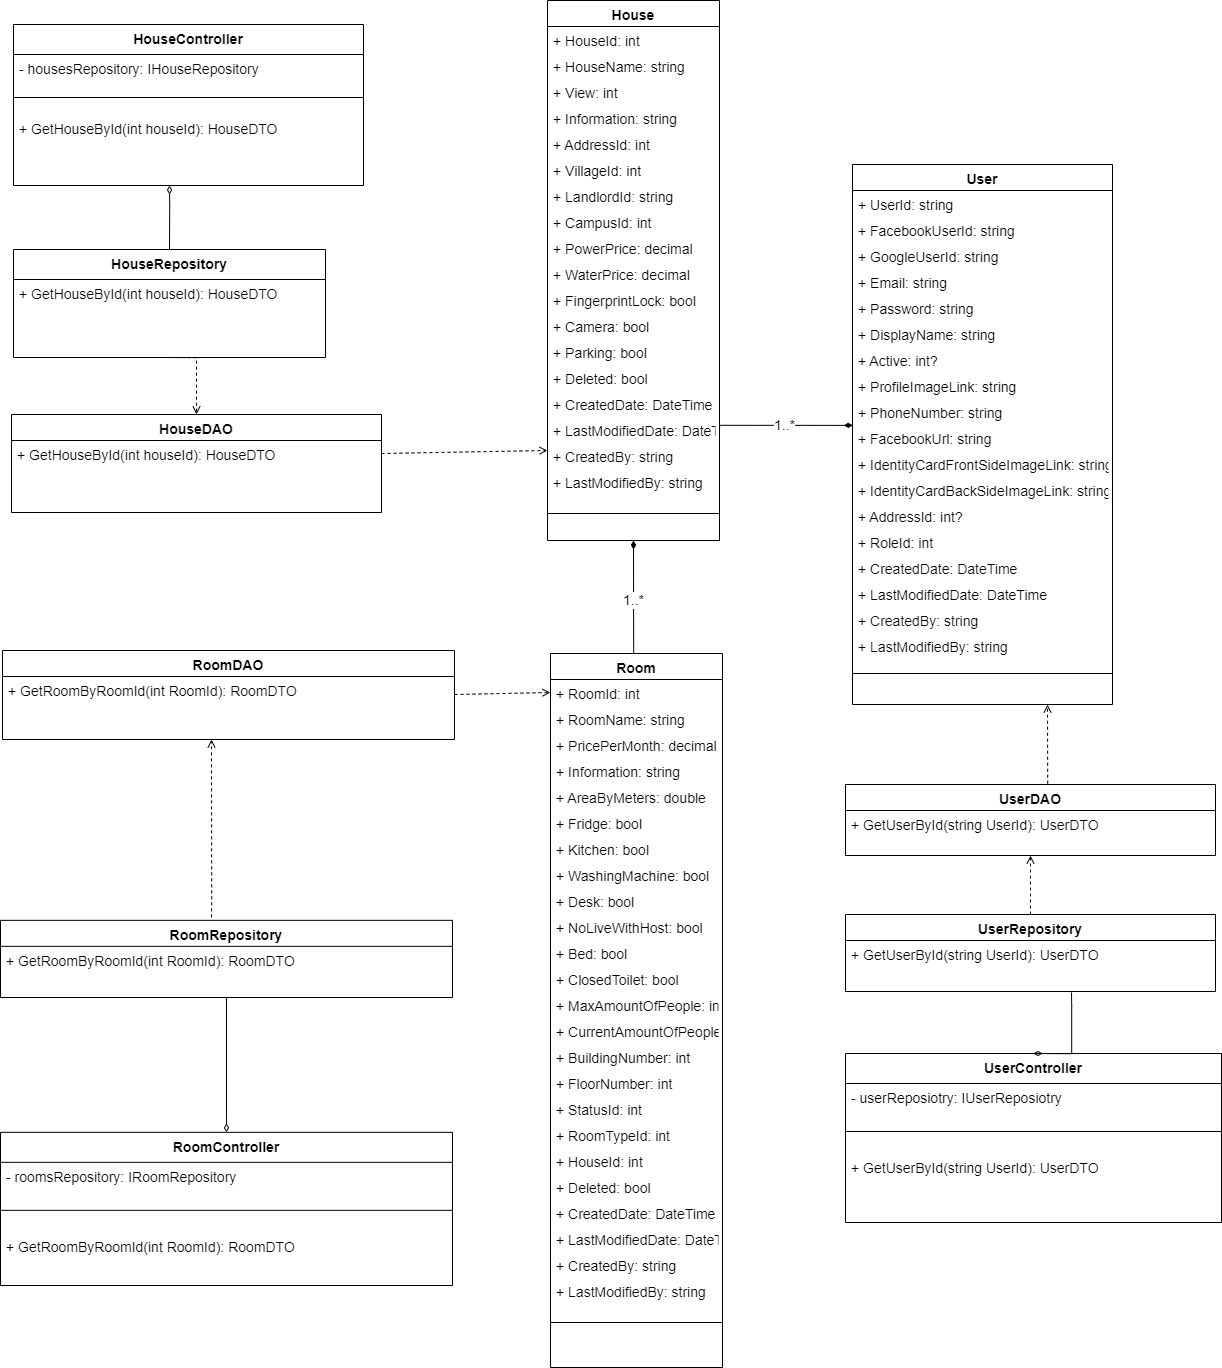 HouseController
- housesRepository: IHouseRepository
+ GetHouseById(int houseId): HouseDTO
HouseRepository
+ GetHouseById(int houseId): HouseDTO
HouseDAO
+ GetHouseById(int houseId): HouseDTO
House
+ HouseId: int
+ HouseName: string
+ View: int
+ Information: string
+ AddressId: int
+ VillageId: int
+ LandlordId: string
+ CampusId: int
+ PowerPrice: decimal
+ WaterPrice: decimal
+ FingerprintLock: bool
+ Camera: bool
+ Parking: bool
+ Deleted: bool
+ CreatedDate: DateTime
+ LastModifiedDate: DateT
+ CreatedBy: string
+ LastModifiedBy: string
1..*
User
+ UserId: string
+ FacebookUserId: string
+ GoogleUserId: string
+ Email: string
+ Password: string
+ DisplayName: string
+ Active: int?
+ ProfileImageLink: string
+ PhoneNumber: string
+ FacebookUrl: string
+ IdentityCardFrontSideImageLink: string
+ IdentityCardBackSideImageLink: string
+ AddressId: int?
+ RoleId: int
+ CreatedDate: DateTime
+ LastModifiedDate: DateTime
+ CreatedBy: string
+ LastModifiedBy: string
1..*
RoomDAO
+ GetRoomByRoomId(int RoomId): RoomDTO
RoomRepository
+ GetRoomByRoomId(int RoomId): RoomDTO
RoomController
- roomsRepository: IRoomRepository
+ GetRoomByRoomId(int RoomId): RoomDTO
Room
+ RoomId: int
+ RoomName: string
+ PricePerMonth: decimal
+ Information: string
+ AreaByMeters: double
+ Fridge: bool
+ Kitchen: bool
+ WashingMachine: bool
+ Desk: bool
+ NoLiveWithHost: bool
+ Bed: bool
+ ClosedToilet: bool
+ MaxAmountOfPeople: in
+ CurrentAmountOfPeople
+ BuildingNumber: int
+ FloorNumber: int
+ StatusId: int
+ RoomTypeId: int
+ HouseId: int
+ Deleted: bool
+ CreatedDate: DateTime
+ LastModifiedDate: DateT
+ CreatedBy: string
+ LastModifiedBy: string
UserDAO
+ GetUserById(string UserId): UserDTO
UserRepository
+ GetUserById(string UserId): UserDTO
UserController
- userReposiotry: IUserReposiotry
+ GetUserById(string UserId): UserDTO